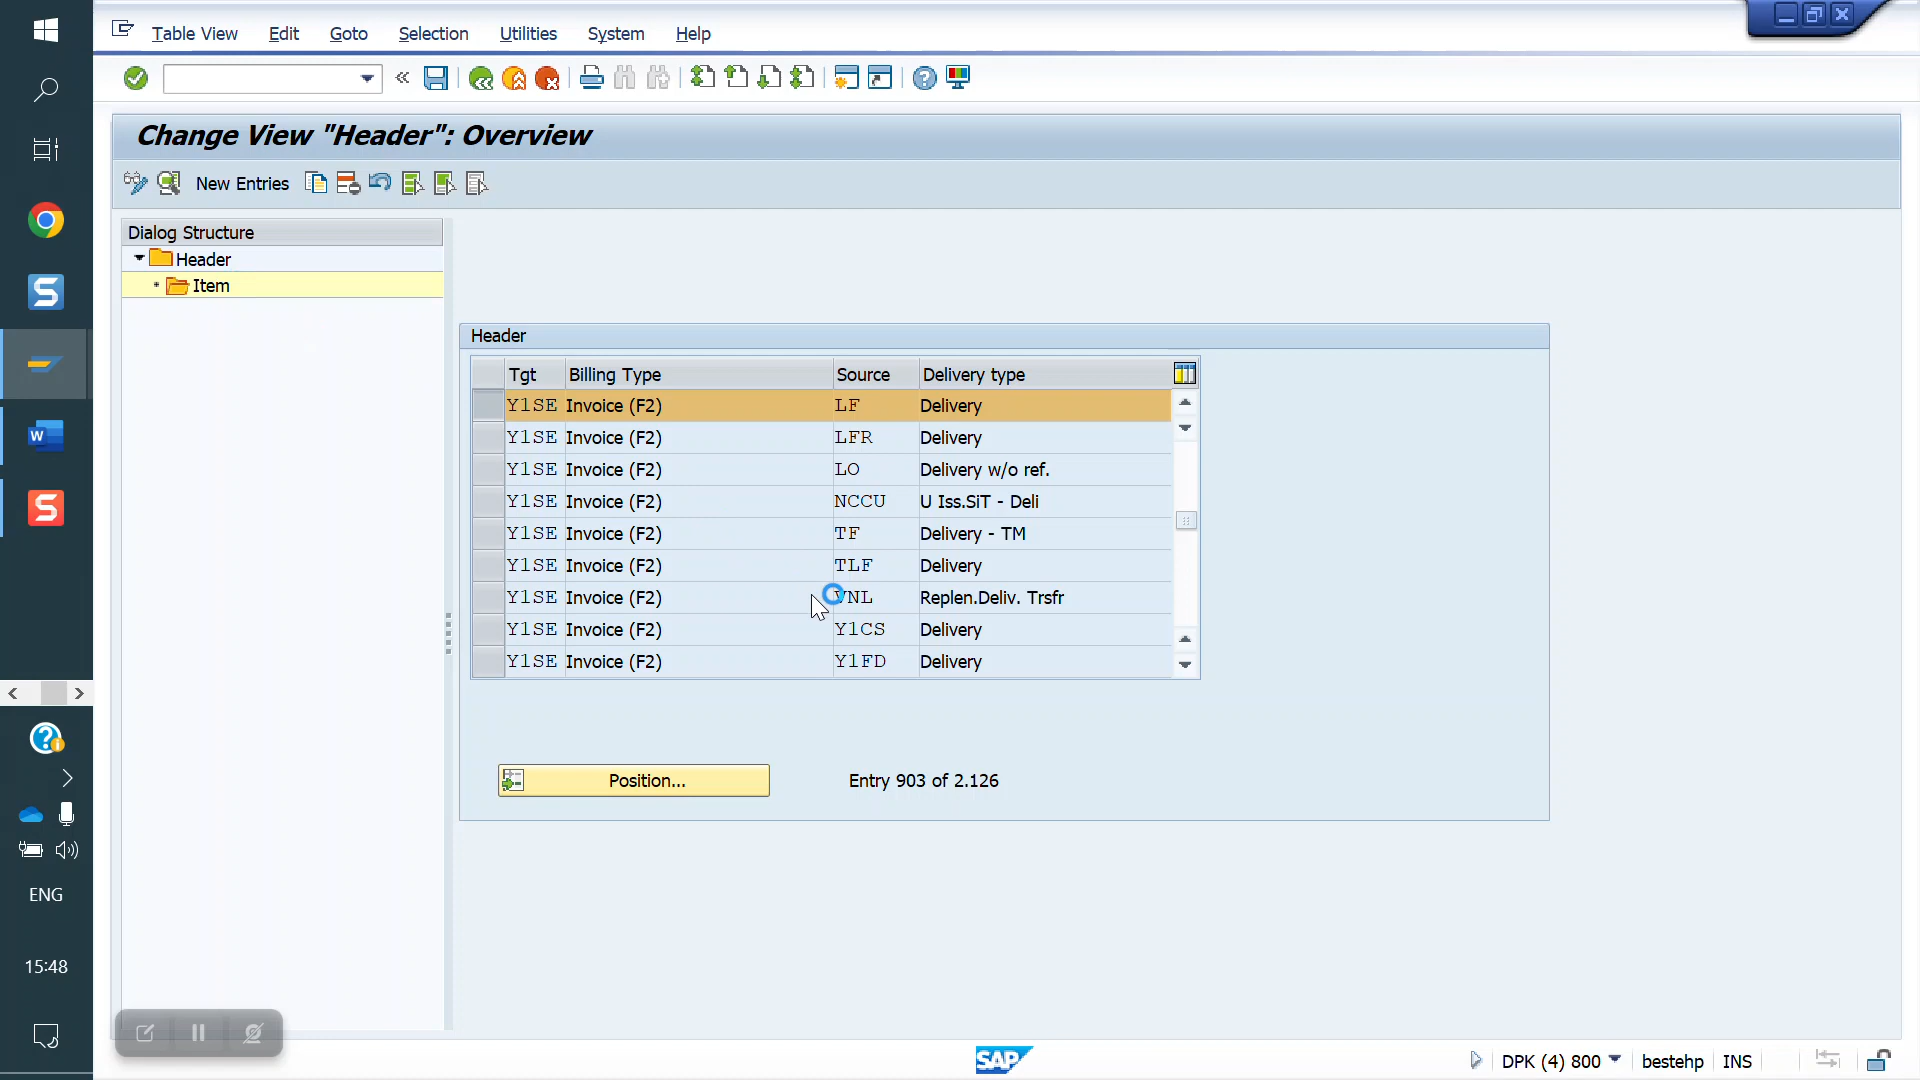 Table View Edit Goto Selection Utilities System Help
Change View "Header": Overview
New Entries
Dialog Structure
Header
Item
Header
Tgt Billing Type Source Delivery type
Y1SE Invoice (F2) LF Delivery
Y1SE Invoice (F2) LFR Delivery
Y1SE Invoice (F2) LO Delivery w/o ref.
Y1SE Invoice (F2) NCCU U Iss.SiT - Deli
Y1SE Invoice (F2) TF Delivery - TM
Y1SE Invoice (F2) TLF Delivery
Y1SE Invoice (F2) VNL Replen.Deliv. Trsfr
Y1SE Invoice (F2) Y1CS Delivery
Y1SE Invoice (F2) Y1FD Delivery
Position... Entry 903 of 2.126
ENG
15:48
SAP DPK (4) 800 bestehp INS